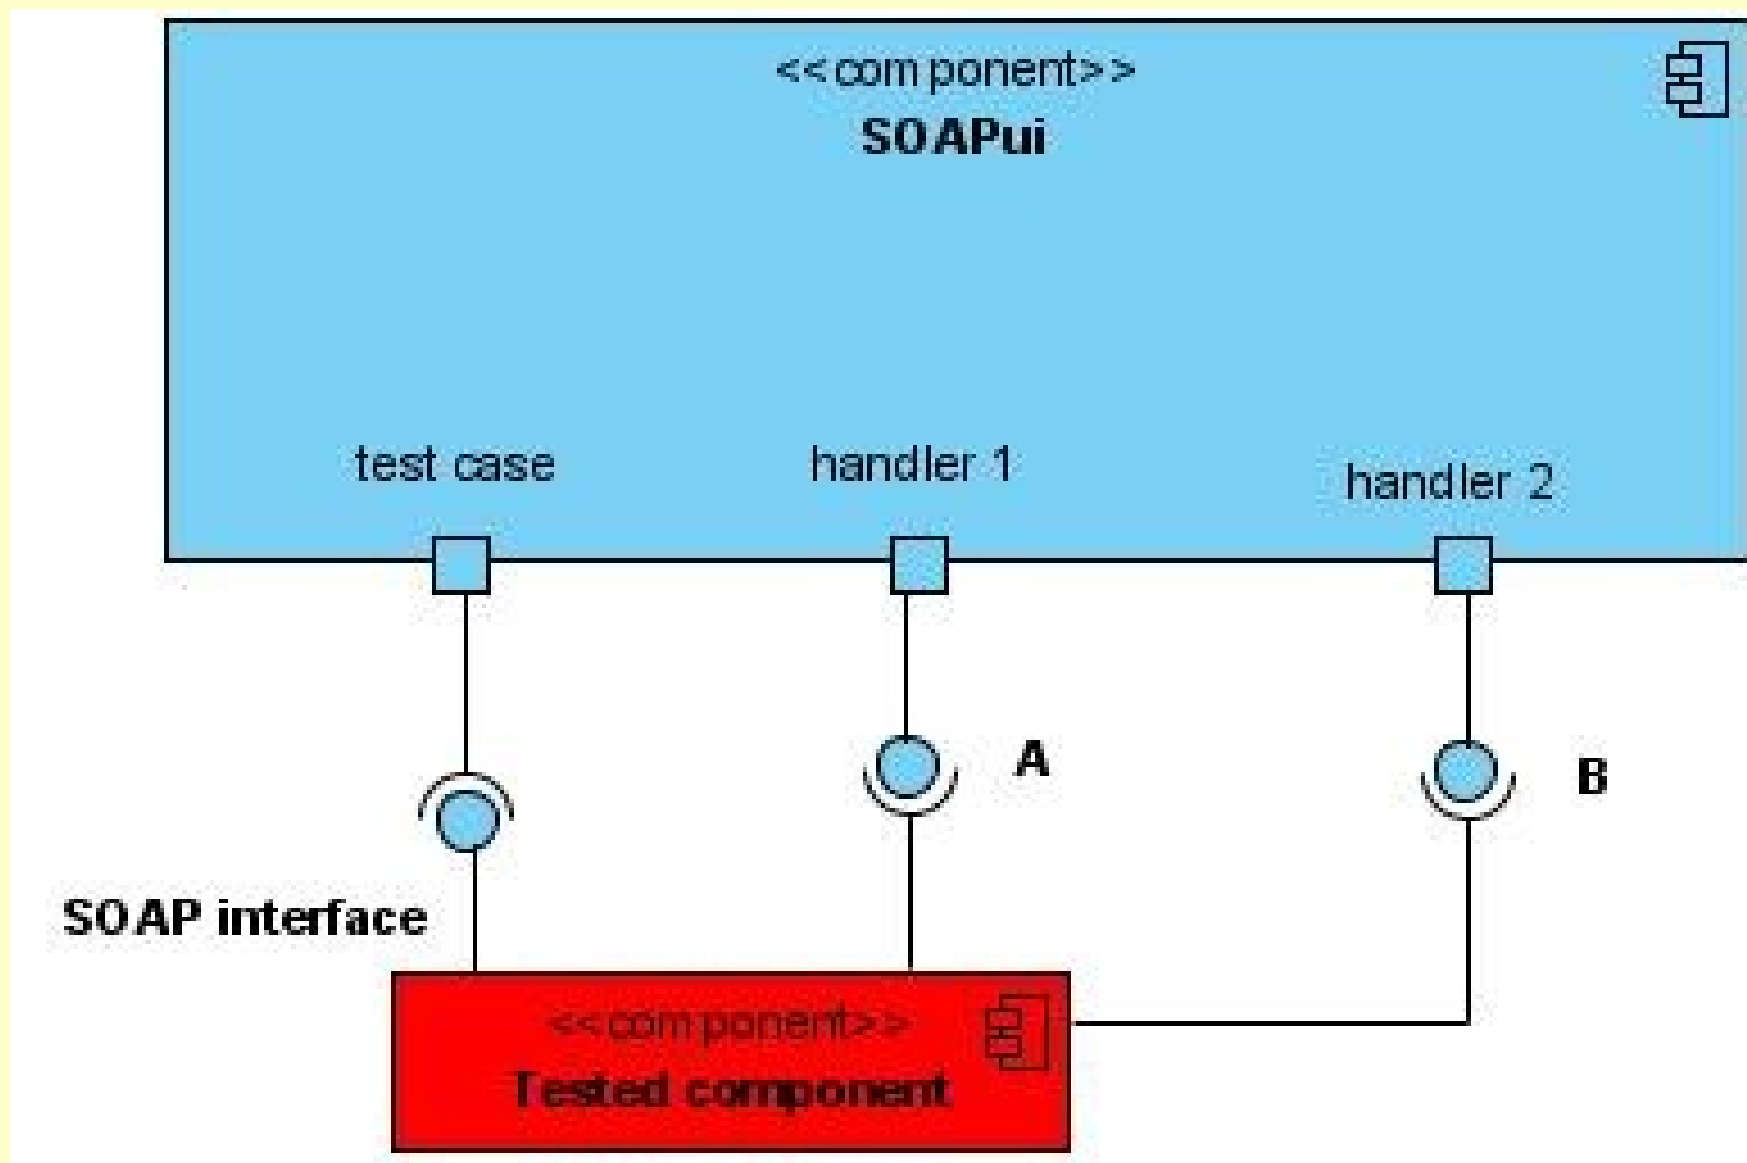 <<component>>
SOAPui
test case
handler 1
handler 2
A
B
SOAP interface
<<component>>
Tested component